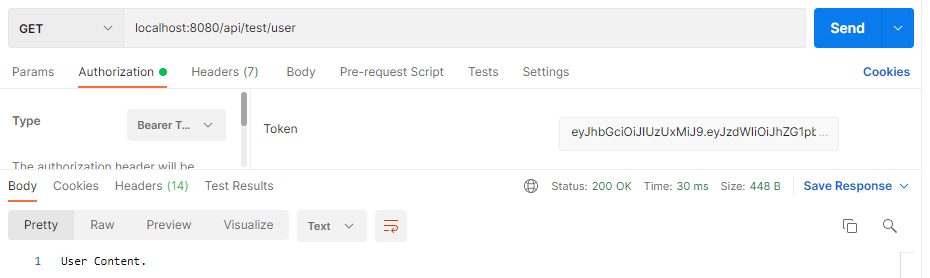 GET localhost:8080/api/test/user Send
Params Authorization Headers (7) Body Pre-request Script Tests Settings Cookies
Type Bearer T... Token eyJhbGciOiJIUzUxMiJ9.eyJzdWIiOiJhZG1pb...
The authorization header will be
Body Cookies Headers (14) Test Results Status: 200 OK Time: 30 ms Size: 448 B Save Response
Pretty Raw Preview Visualize Text
1 User Content.